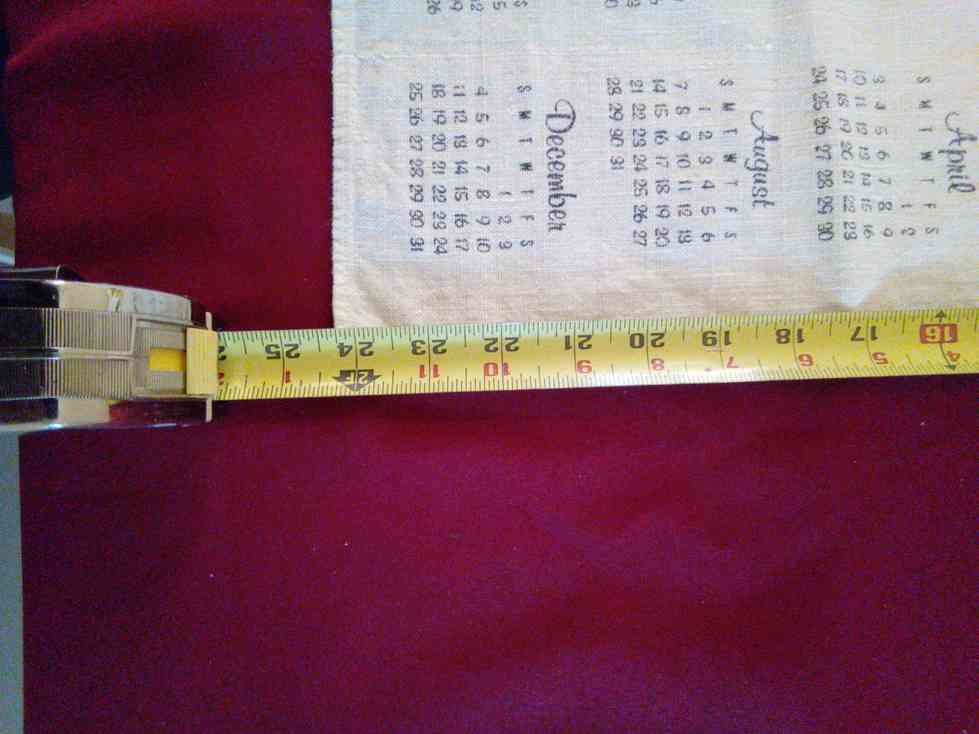 April
S M T W T F S
1 2
3 4 5 6 7 8 9
10 11 12 13 14 15 16
17 18 19 20 21 22 23
24 25 26 27 28 29 30
August
S M T W T F S
1 2 3 4 5 6
7 8 9 10 11 12 13
14 15 16 17 18 19 20
21 22 23 24 25 26 27
28 29 30 31
December
S M T W T F S
1 2 3
4 5 6 7 8 9 10
11 12 13 14 15 16 17
18 19 20 21 22 23 24
25 26 27 28 29 30 31
4 5 6 7 8 9 10 11 2F 1
16 17 18 19 20 21 22 23 24 25